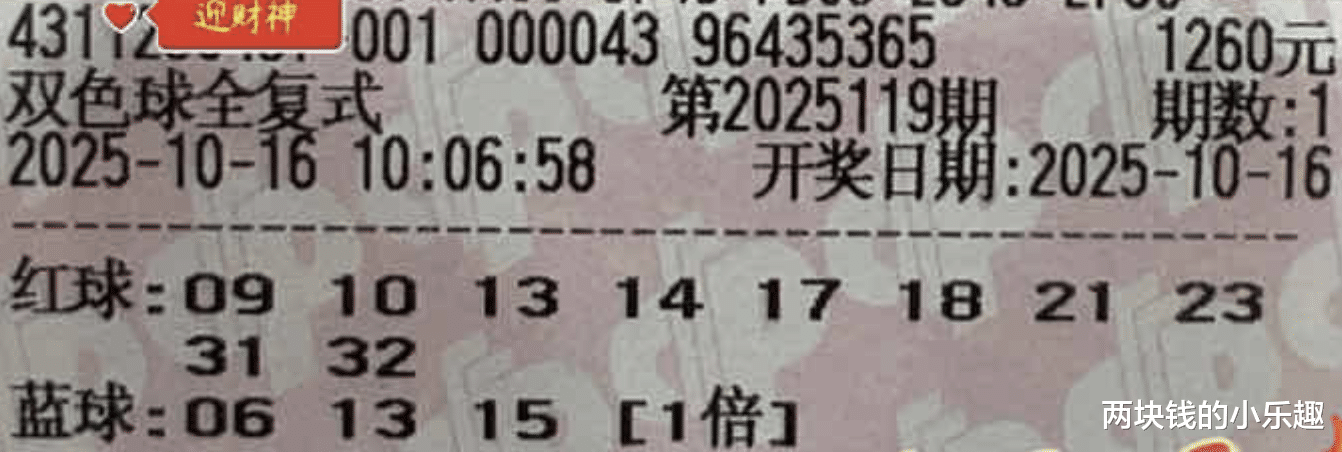 迎财神
001 000043 96435365 1260元
双色球全复式 第2025119期 期数:1
2025-10-16 10:06:58 开奖日期:2025-10-16
红球:09 10 13 14 17 18 21 23
31 32
蓝球:06 13 15 [1倍]
两块钱的小乐趣